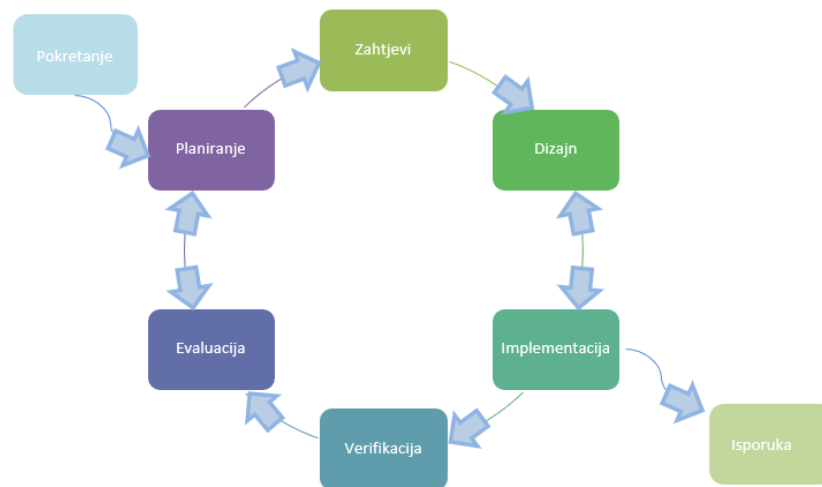 Pokretanje
Zahtjevi
Planiranje
Dizajn
Evaluacija
Implementacija
Verifikacija
Isporuka